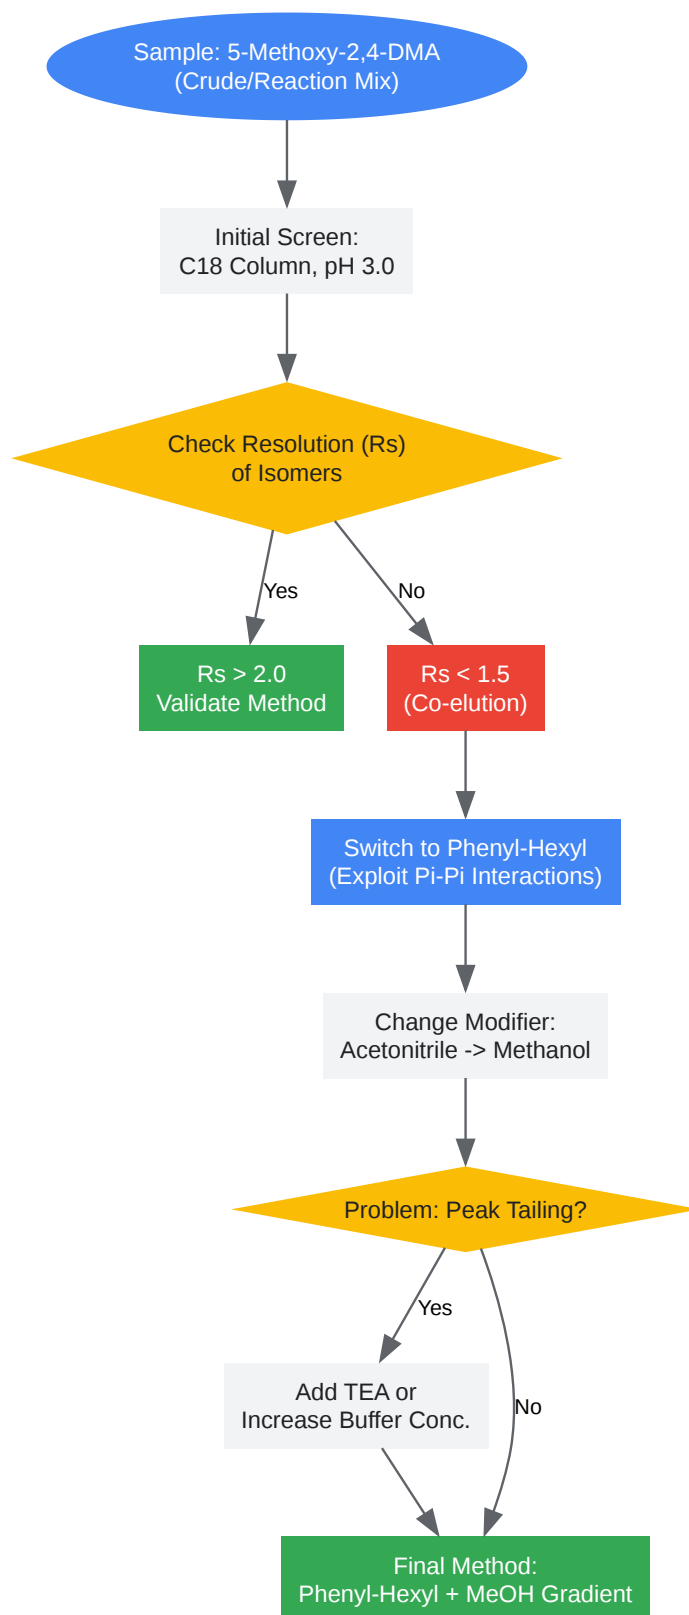 Sample: 5-Methoxy-2,4-DMA
(Crude/Reaction Mix)
Initial Screen:
C18 Column, pH 3.0
Check Resolution (Rs)
of Isomers
Yes
No
Rs > 2.0
Validate Method
Rs < 1.5
(Co-elution)
Switch to Phenyl-Hexyl
(Exploit Pi-Pi Interactions)
Change Modifier:
Acetonitrile -> Methanol
Problem: Peak Tailing?
Yes
Add TEA or
Increase Buffer Conc.
No
Final Method:
Phenyl-Hexyl + MeOH Gradient